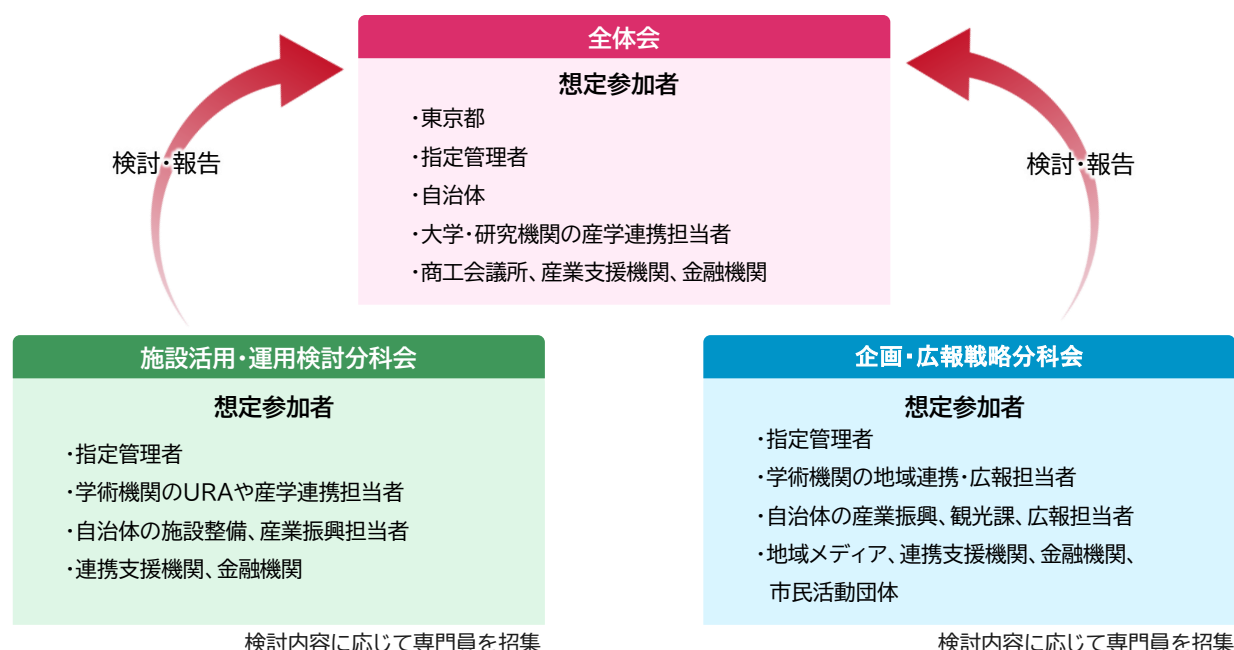 全体会
想定参加者
・東京都
・指定管理者
・自治体
・大学・研究機関の産学連携担当者
・商工会議所、産業支援機関、金融機関
検討・報告
検討・報告
施設活用・運用検討分科会
想定参加者
・指定管理者
・学術機関のURAや産学連携担当者
・自治体の施設整備、産業振興担当者
・連携支援機関、金融機関
検討内容に応じて専門員を招集
企画・広報戦略分科会
想定参加者
・指定管理者
・学術機関の地域連携・広報担当者
・自治体の産業振興、観光課、広報担当者
・地域メディア、連携支援機関、金融機関、
市民活動団体
検討内容に応じて専門員を招集